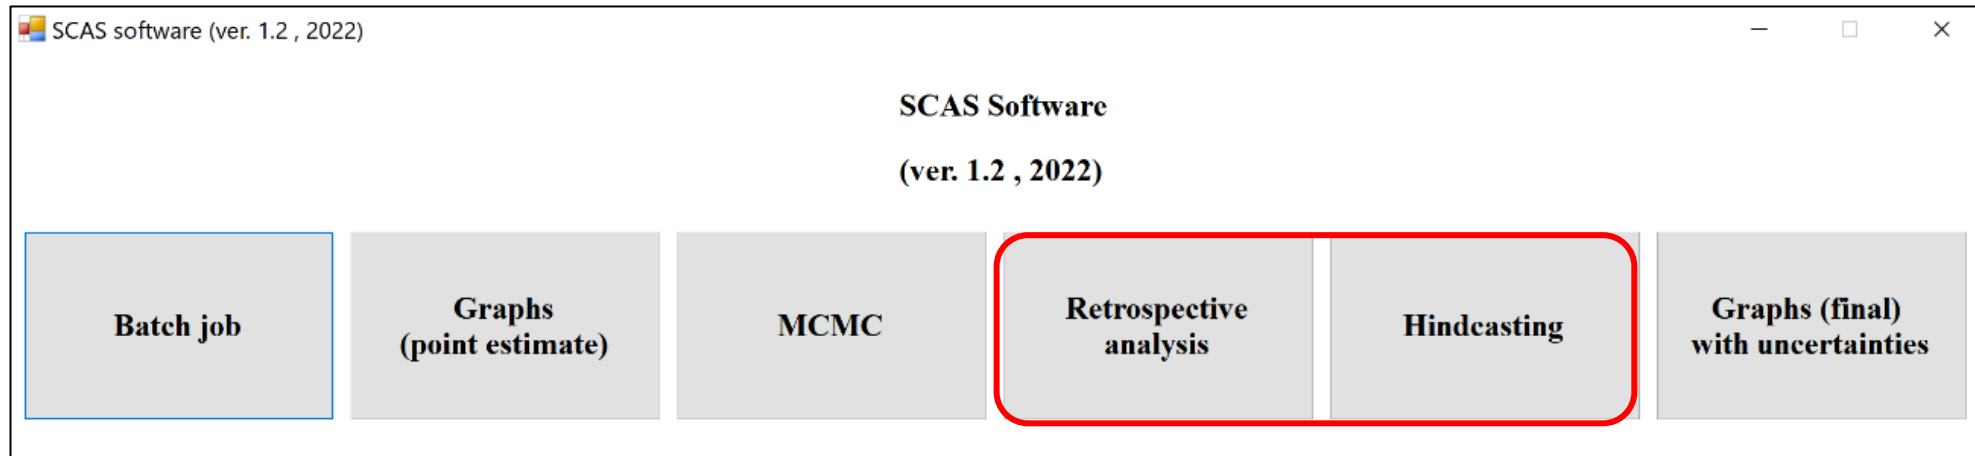 SCAS software (ver. 1.2 , 2022)
SCAS Software
(ver. 1.2 , 2022)
Batch job
Graphs
(point estimate)
MCMC
Retrospective
analysis
Hindcasting
Graphs (final)
with uncertainties